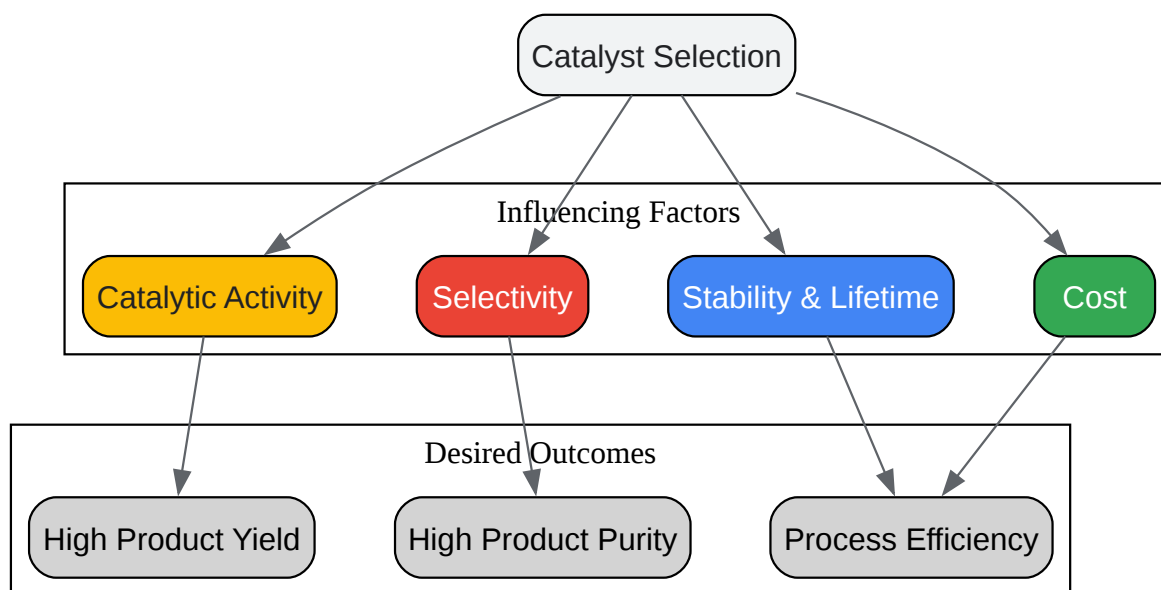 Catalyst Selection
Influencing Factors
Catalytic Activity
Selectivity
Stability & Lifetime
Cost
Desired Outcomes
High Product Yield
High Product Purity
Process Efficiency